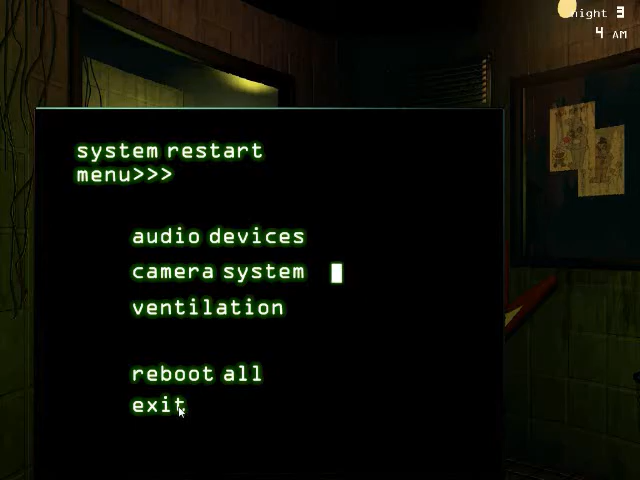 night 3
4 AM
system restart
menu>>>
audio devices
camera system
ventilation
reboot all
exit